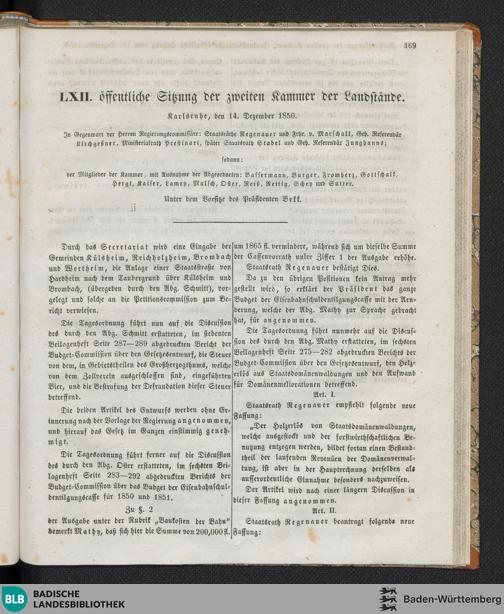 169
LXII. öffentliche Sitzung der zweiten Kammer der Landstände.
Karlsruhe, den 14. Dezember 1850.
In Gegenwart der Herren Regierungscommissäre: Staatsräthe Regenauer und Frhr. v. Marschall, Geh. Referendär
Kirchgeßner, Ministerialrath Prestinari, später Staatsrath Stabel und Geh. Referendär Junghanns;
sodann:
der Mitglieder der Kammer, mit Ausnahme der Abgeordneten: Bassermann, Burger, Fromherz, Gottschalk,
Hergt, Kaiser, Lamey, Malsch, Oster, Reiß, Rettig, Schey und Sutter.
Unter dem Vorsitze des Präsidenten Bekk.
Durch das Secretariat wird eine Eingabe der
Gemeinden Külsheim, Reichholzheim, Brombach
und Wertheim, die Anlage einer Staatsstraße von
Hardheim nach dem Taubergrund über Külsheim und
Brombach, (übergeben durch den Abg. Schmitt), vor-
gelegt und solche an die Petitionscommission zum Be-
richt verwiesen.
Die Tagesordnung führt nun auf die Discussion
des durch den Abg. Schmitt erstatteten, im siebenten
Beilagenheft Seite 287—289 abgedruckten Bericht der
Budget-Commission über den Gesetzesentwurf, die Steuer
von dem, in Gebietstheilen des Großherzogthums, welche
von dem Zollverein ausgeschlossen sind, eingeführten
Bier, und die Bestrafung der Defraudation dieser Steuer
betreffend.
Die beiden Artikel des Entwurfs werden ohne Er-
innerung nach der Vorlage der Regierung angenommen,
und hierauf das Gesetz im Ganzen einstimmig geneh-
migt.
Die Tagesordnung führt ferner auf die Discussion
des durch den Abg. Oster erstatteten, im sechsten Bei-
lagenheft Seite 283—292 abgedruckten Berichts der
Budget-Commission über das Budget der Eisenbahnschul-
dentilgungscasse für 1850 und 1851.
Zu §. 2
der Ausgabe unter der Rubrik „Baukosten der Bahn“
bemerkt Mathy, daß sich hier die Summe von 200,000 fl.
um 1865 fl. vermindere, während sich um dieselbe Summe
der Cassenvorrath unter Ziffer 1 der Ausgabe erhöhe.
Staatsrath Regenauer bestätigt Dies.
Da zu den übrigen Positionen kein Antrag mehr
gestellt wird, so erklärt der Präsident das ganze
Budget der Eisenbahnschuldentilgungscasse mit der Aen-
derung, welche der Abg. Mathy zur Sprache gebracht
hat, für angenommen.
Die Tagesordnung führt nunmehr auf die Discus-
sion des durch den Abg. Mathy erstatteten, im sechsten
Beilagenheft Seite 275—282 abgedruckten Berichts der
Budget-Commission über den Gesetzesentwurf, den Holz-
erlös aus Staatsdomänenwaldungen und den Aufwand
für Domänenmeliorationen betreffend.
Art. I.
Staatsrath Regenauer empfiehlt folgende neue
Fassung:
„Der Holzerlös von Staatsdomänenwaldungen,
welche ausgestockt und der forstwirthschaftlichen Be-
nutzung entzogen werden, bildet fortan einen Bestand-
theil der laufenden Revenüen der Domänenverwal-
tung, ist aber in der Hauptrechnung derselben als
außerordentliche Einnahme besonders nachzuweisen.
Der Artikel wird nach einer längern Discussion in
dieser Fassung angenommen.
Art. II.
Staatsrath Regenauer beantragt folgende neue
Fassung:
BLB
BADISCHE
LANDESBIBLIOTHEK
Baden-Württemberg